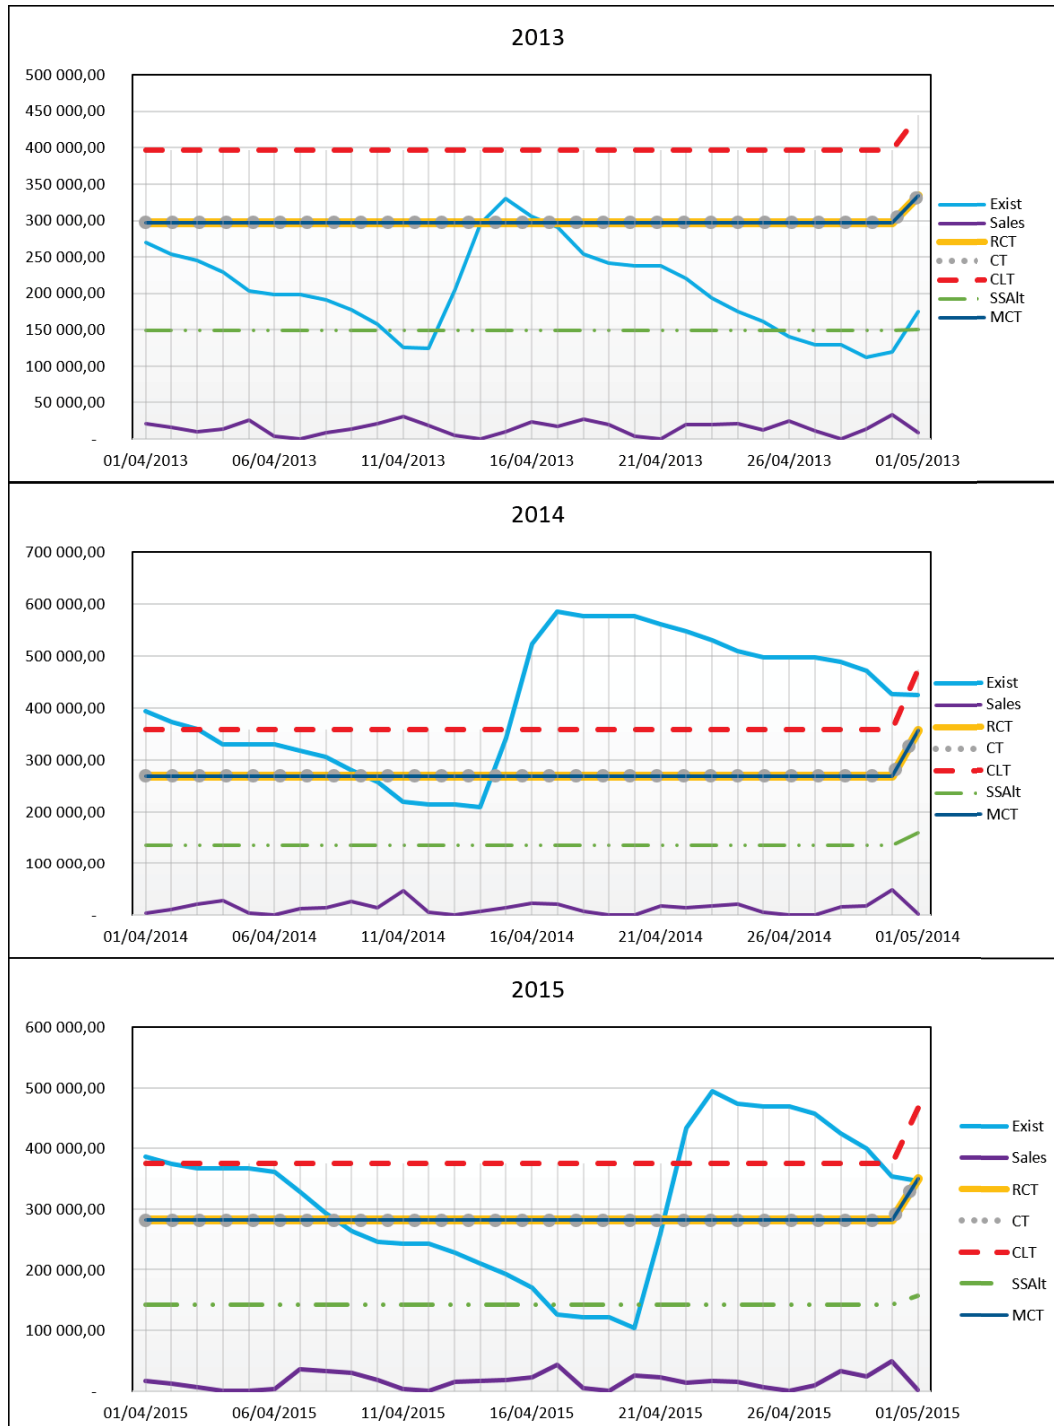 2013
500 000,00
450 000,00
400 000,00
350 000,00
300 000,00
250 000,00
200 000,00
150 000,00
100 000,00
50 000,00
-
01/04/2013 06/04/2013 11/04/2013 16/04/2013 21/04/2013 26/04/2013 01/05/2013
Exist
Sales
RCT
CT
CLT
SSAlt
MCT
2014
700 000,00
600 000,00
500 000,00
400 000,00
300 000,00
200 000,00
100 000,00
-
01/04/2014 06/04/2014 11/04/2014 16/04/2014 21/04/2014 26/04/2014 01/05/2014
Exist
Sales
RCT
CT
CLT
SSAlt
MCT
2015
600 000,00
500 000,00
400 000,00
300 000,00
200 000,00
100 000,00
-
01/04/2015 06/04/2015 11/04/2015 16/04/2015 21/04/2015 26/04/2015 01/05/2015
Exist
Sales
RCT
CT
CLT
SSAlt
MCT